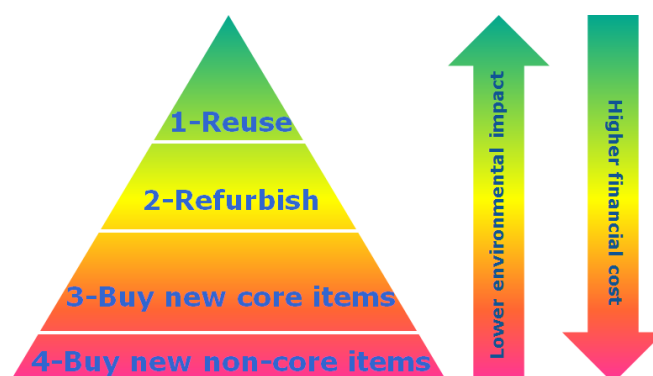 1-Reuse
2-Refurbish
3-Buy new core items
4-Buy new non-core items
Lower environmental impact
Higher financial cost